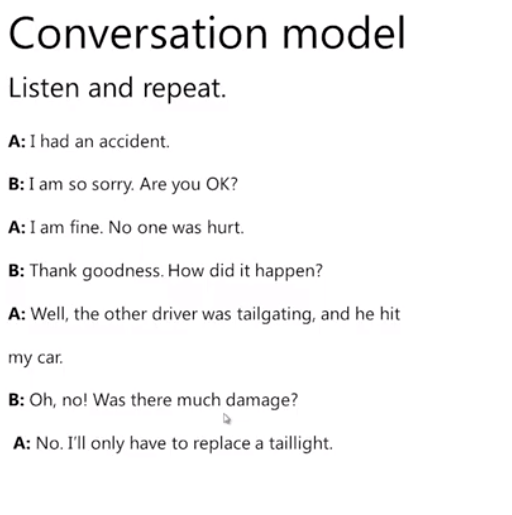 Conversation model
Listen and repeat.
A: I had an accident.
B: I am so sorry. Are you OK?
A: I am fine. No one was hurt.
B: Thank goodness. How did it happen?
A: Well, the other driver was tailgating, and he hit
my car.
B: Oh, no! Was there much damage?
A: No. I'll only have to replace a taillight.